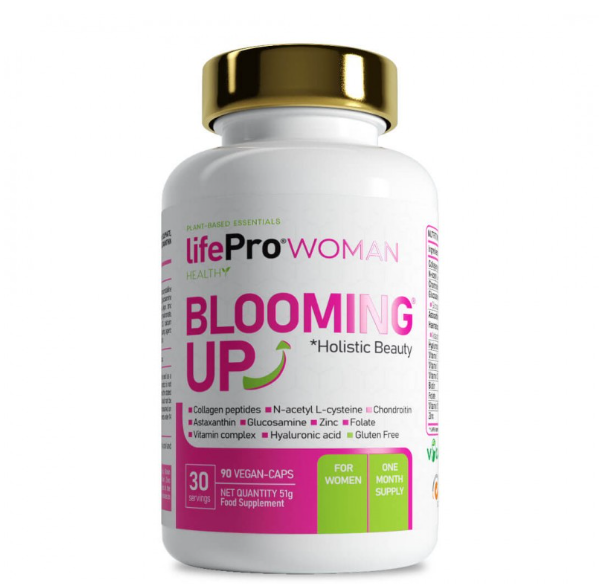 PLANT-BASED ESSENTIALS
lifePro® WOMAN
HEALTHY
BLOOMING®
UP
*Holistic Beauty
Collagen peptides N-acetyl L-cysteine Chondroitin
Astaxanthin Glucosamine Zinc Folate
Vitamin complex Hyaluronic acid Gluten Free
30
servings
90 VEGAN-CAPS
NET QUANTITY 51g
Food Supplement
FOR
WOMEN
ONE
MONTH
SUPPLY